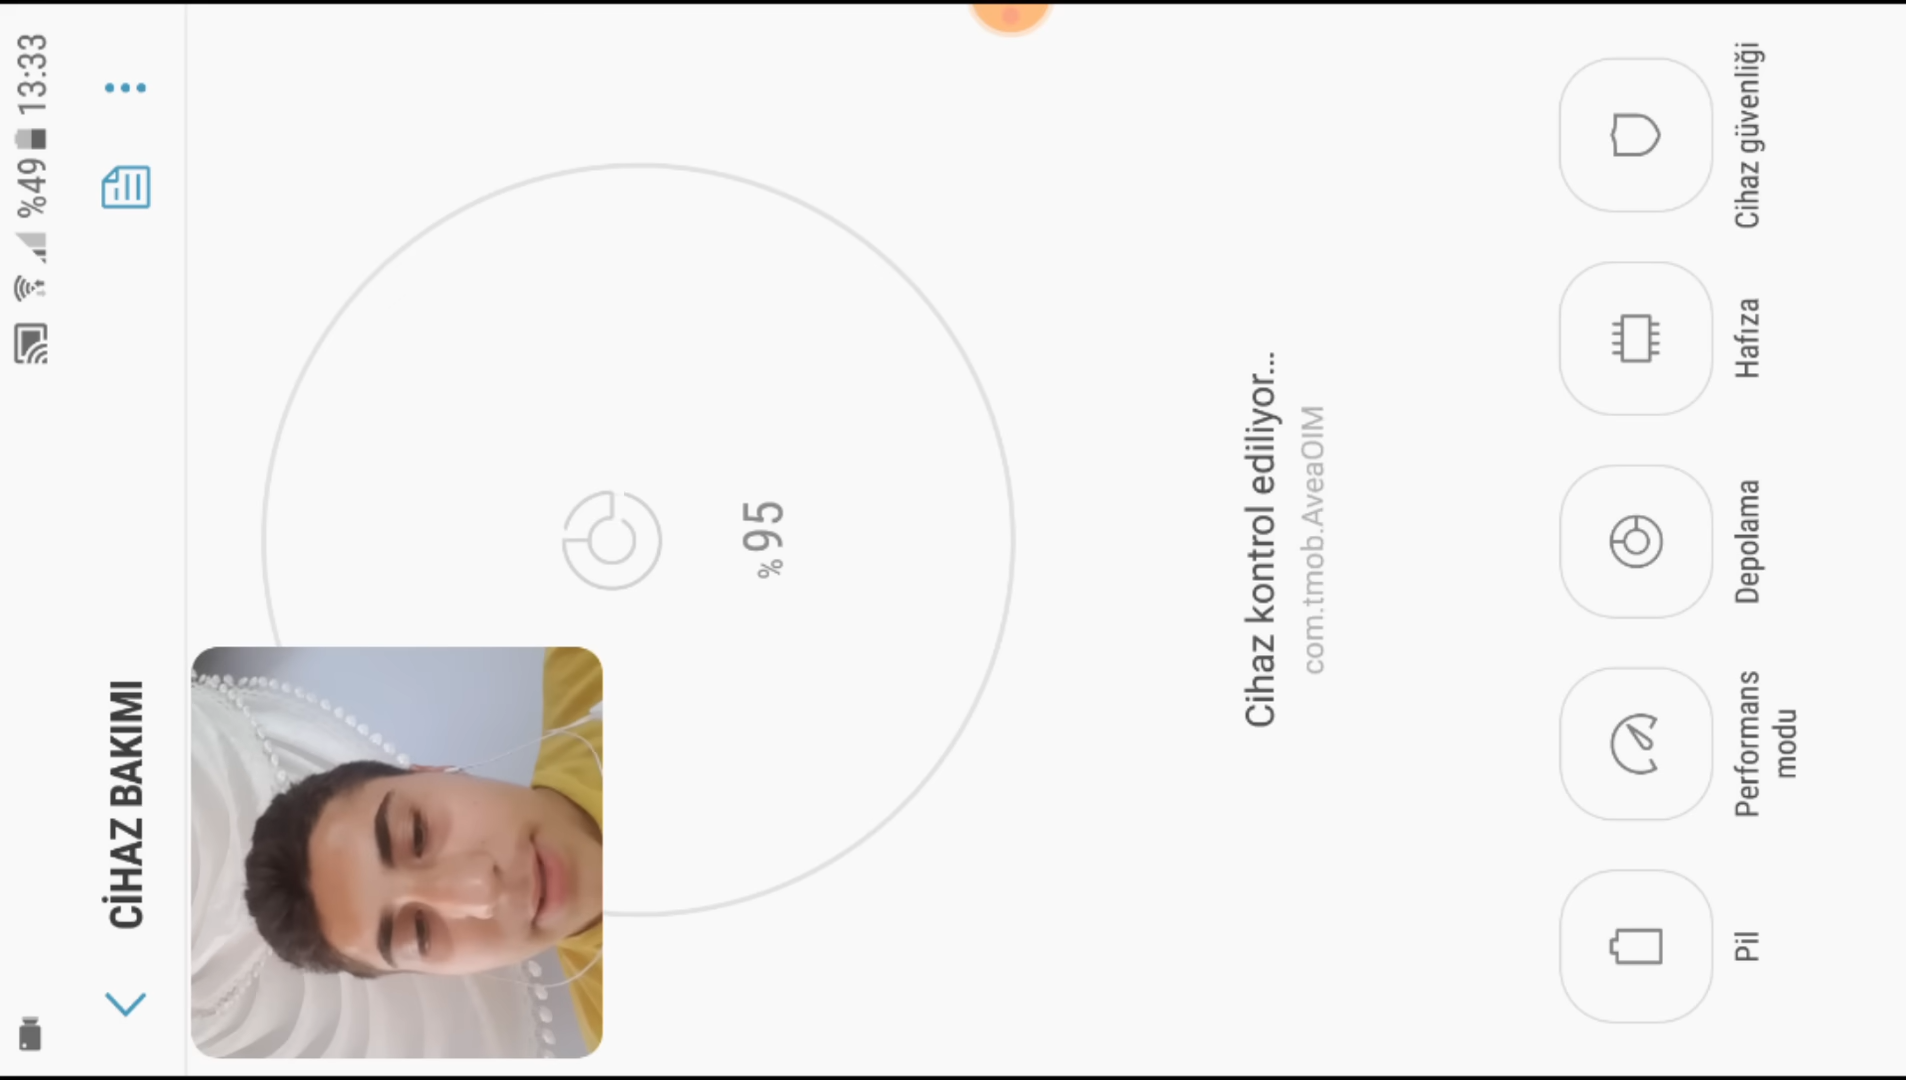 %49 13:33
CİHAZ BAKIMI
%95
Cihaz kontrol ediliyor...
com.tmob.AveaOIM
Pil
Performans
modu
Depolama
Hafıza
Cihaz güvenliği